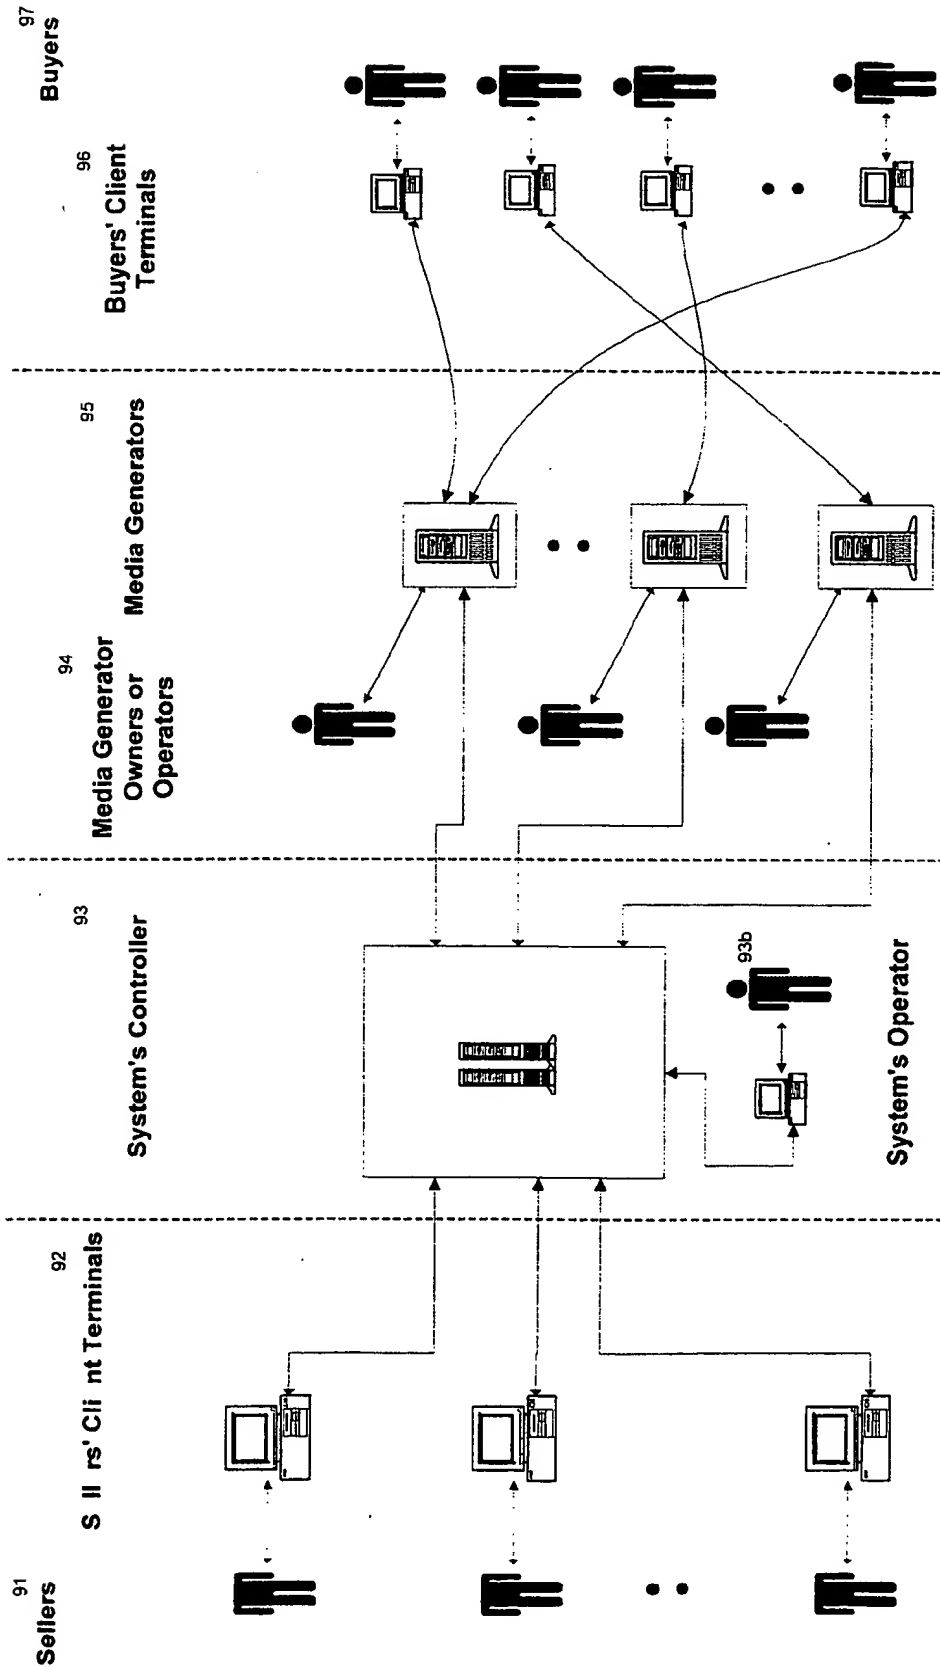 91
Sellers
92
S ll rs' Cli nt Terminals
93
System's Controller
93b
System's Operator
94
Media Generator
Owners or
Operators
95
Media Generators
96
Buyers' Client
Terminals
97
Buyers